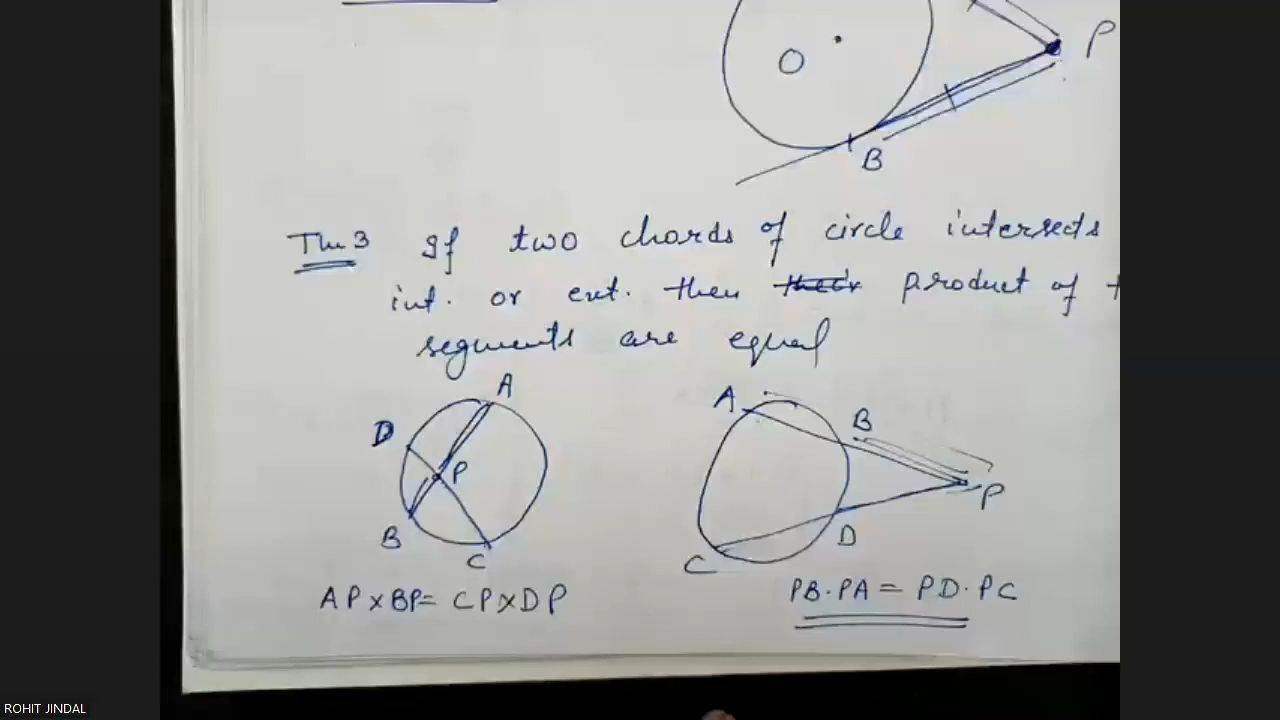 P
O
B
Thm 3 If two chords of circle intersects
int. or ext. then their product of
segments are equal
A
D
P
B
C
AP×BP= CP×DP
A
B
P
D
C
PB.PA = PD.PC
ROHIT JINDAL